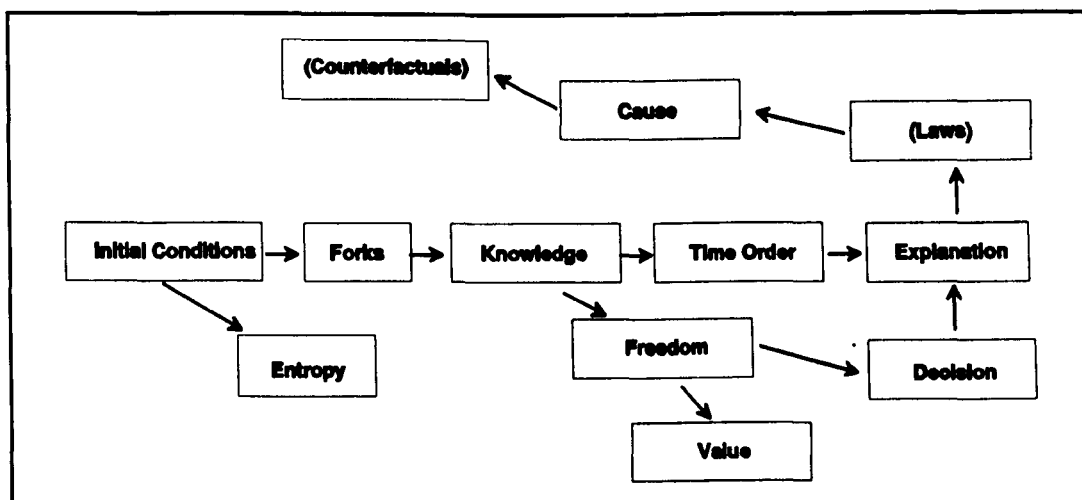 (Counterfactuals)
Cause
(Laws)
Initial Conditions
Forks
Knowledge
Time Order
Explanation
Entropy
Freedom
Decision
Value